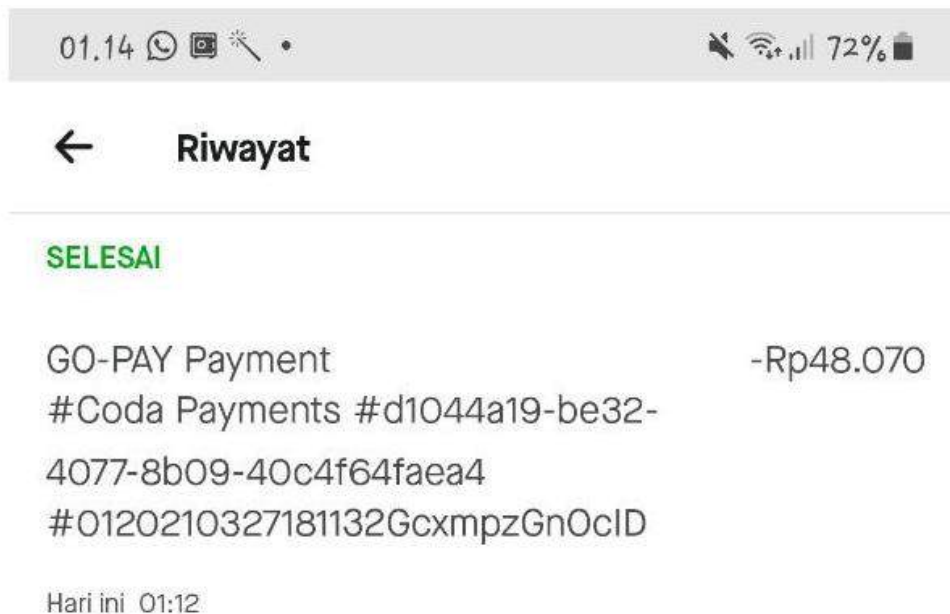 01.14 72%
Riwayat
SELESAI
GO-PAY Payment -Rp48.070
#Coda Payments #d1044a19-be32-
4077-8b09-40c4f64faea4
#0120210327181132GcxmpzGnOcID
Hari ini 01:12